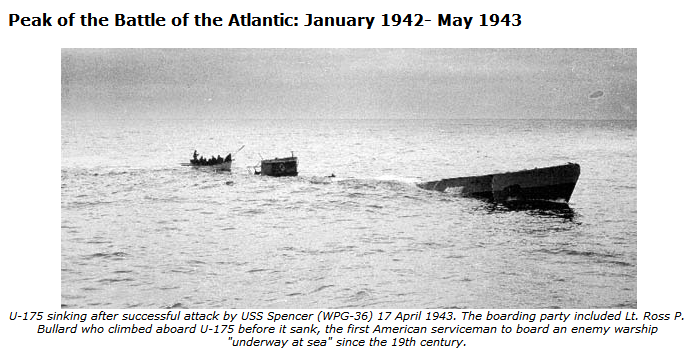 Peak of the Battle of the Atlantic: January 1942- May 1943
U-175 sinking after successful attack by USS Spencer (WPG-36) 17 April 1943. The boarding party included Lt. Ross P.
Bullard who climbed aboard U-175 before it sank, the first American serviceman to board an enemy warship
"underway at sea" since the 19th century.